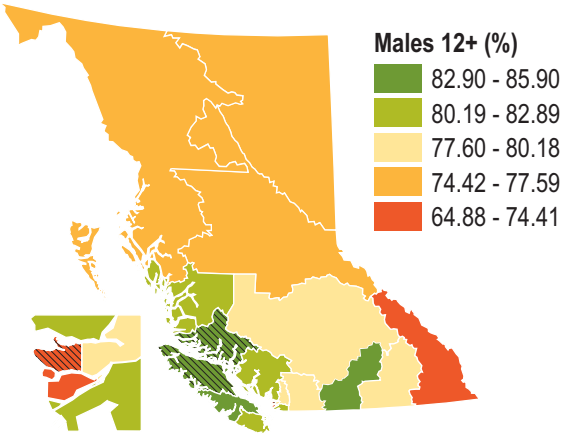 Males 12+ (%)
82.90 - 85.90
80.19 - 82.89
77.60 - 80.18
74.42 - 77.59
64.88 - 74.41